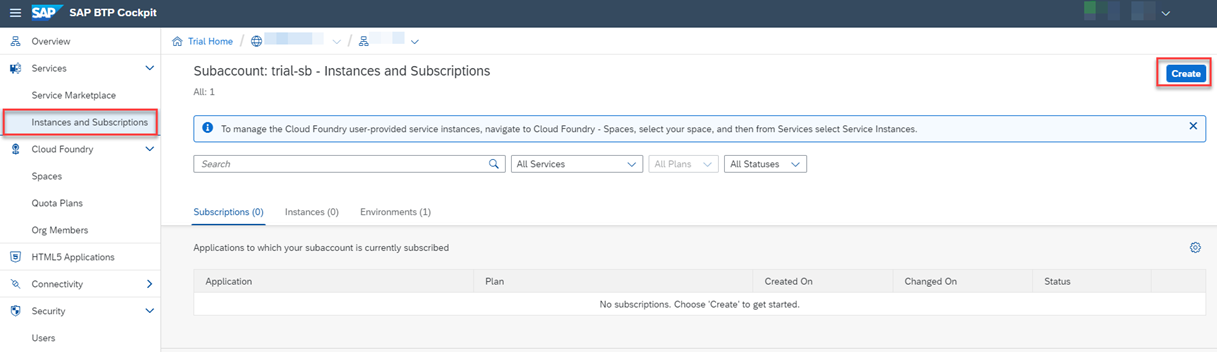 SAP SAP BTP Cockpit
Overview
Trial Home / /
Services
Subaccount: trial-sb - Instances and Subscriptions
Create
All: 1
Service Marketplace
Instances and Subscriptions
To manage the Cloud Foundry user-provided service instances, navigate to Cloud Foundry - Spaces, select your space, and then from Services select Service Instances.
Cloud Foundry
Search All Services All Plans All Statuses
Spaces
Quota Plans
Subscriptions (0) Instances (0) Environments (1)
Org Members
Applications to which your subaccount is currently subscribed
HTML5 Applications
Application Plan Created On Changed On Status
Connectivity
No subscriptions. Choose 'Create' to get started.
Security
Users